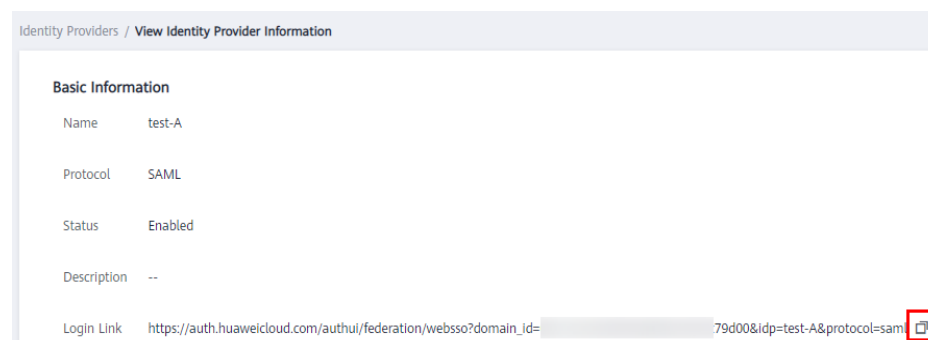 Identity Providers / View Identity Provider Information
Basic Information
Name test-A
Protocol SAML
Status Enabled
Description --
Login Link https://auth.huaweicloud.com/authui/federation/websso?domain_id= 79d00&idp=test-A&protocol=saml